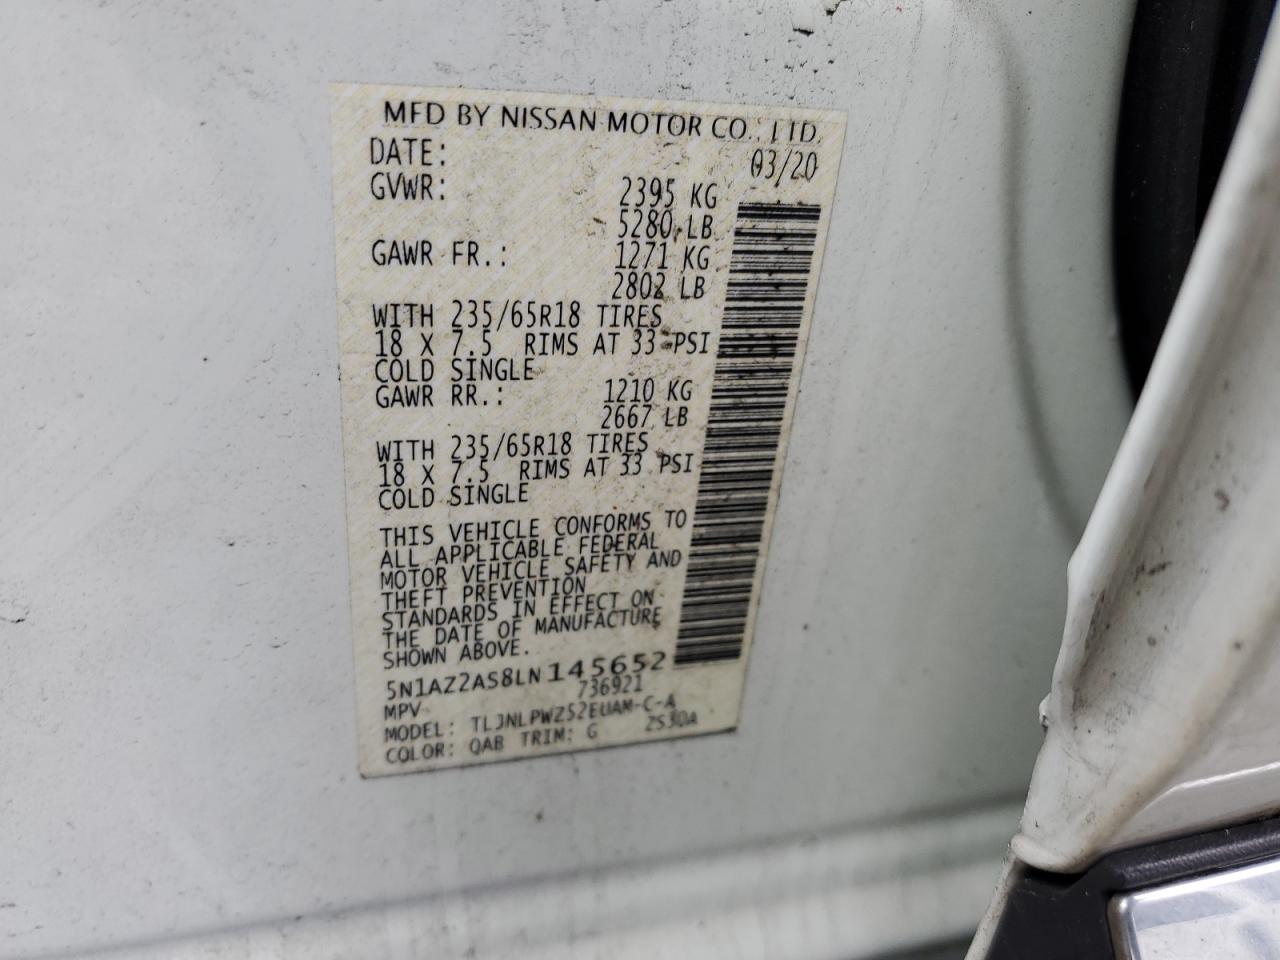 MFD BY NISSAN MOTOR CO., LTD.
DATE: 03/20
GVWR: 2395 KG
5280 LB
GAWR FR.: 1271 KG
2802 LB
WITH 235/65R18 TIRES
18 X 7.5 RIMS AT 33 PSI
COLD SINGLE
GAWR RR.: 1210 KG
2667 LB
WITH 235/65R18 TIRES
18 X 7.5 RIMS AT 33 PSI
COLD SINGLE
THIS VEHICLE CONFORMS TO
ALL APPLICABLE FEDERAL
MOTOR VEHICLE SAFETY AND
THEFT PREVENTION
STANDARDS IN EFFECT ON
THE DATE OF MANUFACTURE
SHOWN ABOVE.
5N1AZ2AS8LN145652
MPV 736921
MODEL: TLJNLPWZ52EUAM-C-A
COLOR: QAB TRIM: G ZS30A